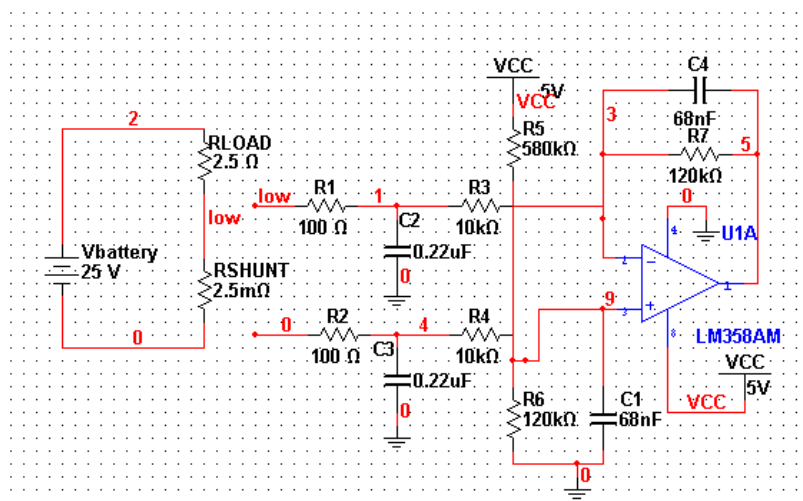 VCC
5V
VCC
C4
68nF
3
R5
580kΩ
R7
120kΩ
5
2
RLOAD
2.5 Ω
low
low
R1
100 Ω
1
R3
10kΩ
0
4
U1A
C2
0.22uF
0
Vbattery
25 V
RSHUNT
2.5mΩ
2
1
9
3
8
LM358AM
0
0
R2
100 Ω
4
R4
10kΩ
C3
0.22uF
0
VCC
5V
VCC
R6
120kΩ
C1
68nF
0